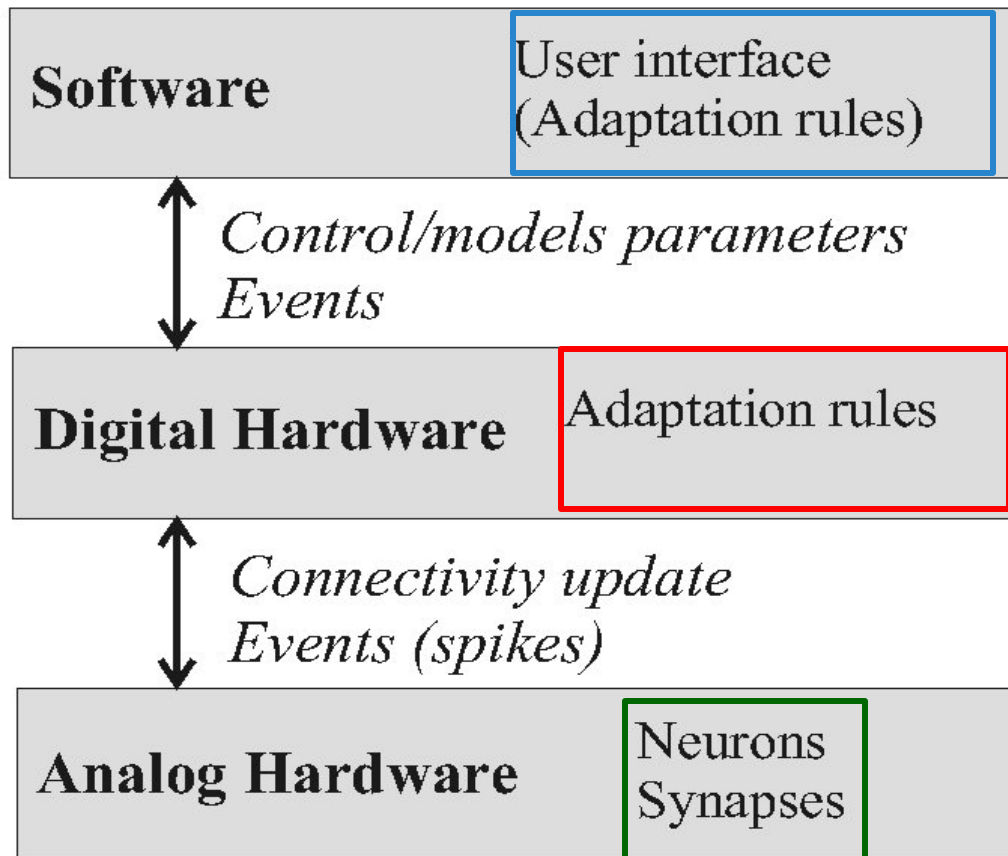 Software
User interface
(Adaptation rules)
Control/models parameters
Events
Digital Hardware
Adaptation rules
Connectivity update
Events (spikes)
Analog Hardware
Neurons
Synapses